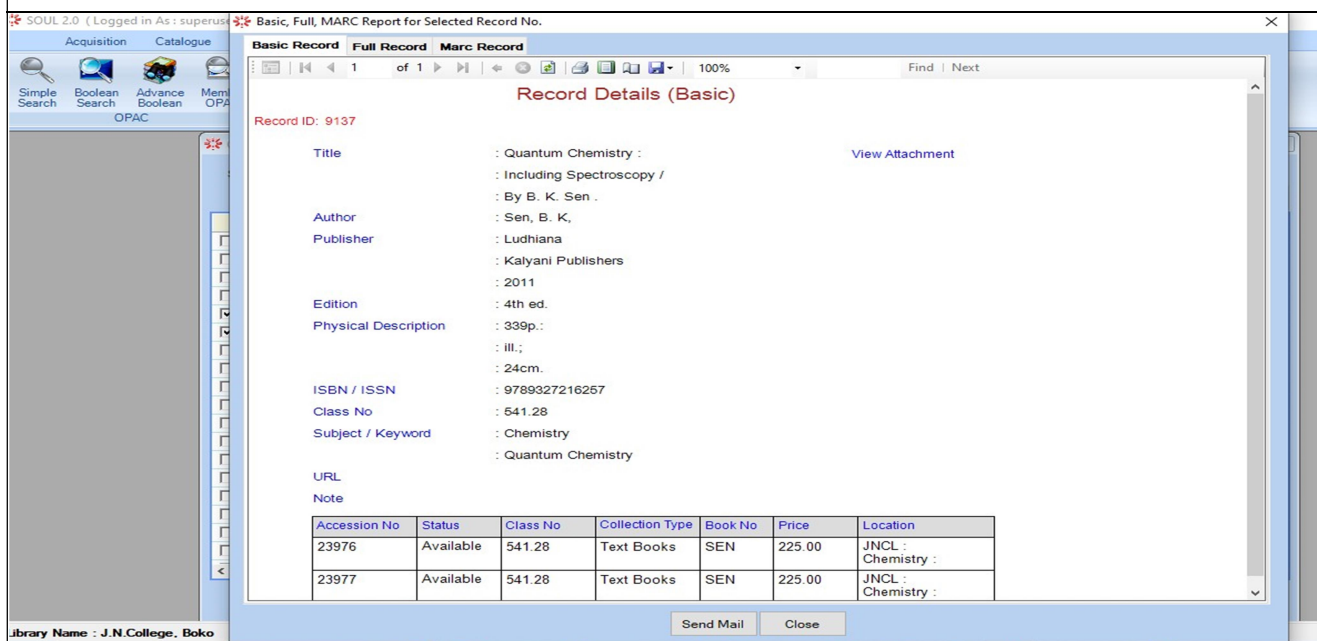 SOUL 2.0 ( Logged in As : superuse
Basic, Full, MARC Report for Selected Record No.
Acquisition Catalogue
Simple Search
Boolean Search
Advance Boolean
OPAC
Basic Record Full Record Marc Record
1 of 1 100% Find | Next
Record Details (Basic)
Record ID: 9137
Title : Quantum Chemistry : View Attachment
: Including Spectroscopy /
: By B. K. Sen .
Author : Sen, B. K,
Publisher : Ludhiana
: Kalyani Publishers
: 2011
Edition : 4th ed.
Physical Description : 339p.:
: ill.;
: 24cm.
ISBN / ISSN : 9789327216257
Class No : 541.28
Subject / Keyword : Chemistry
: Quantum Chemistry
URL
Note
Accession No Status Class No Collection Type Book No Price Location
23976 Available 541.28 Text Books SEN 225.00 JNCL :
Chemistry :
23977 Available 541.28 Text Books SEN 225.00 JNCL :
Chemistry :
Send Mail Close
ibrary Name : J.N.College, Boko